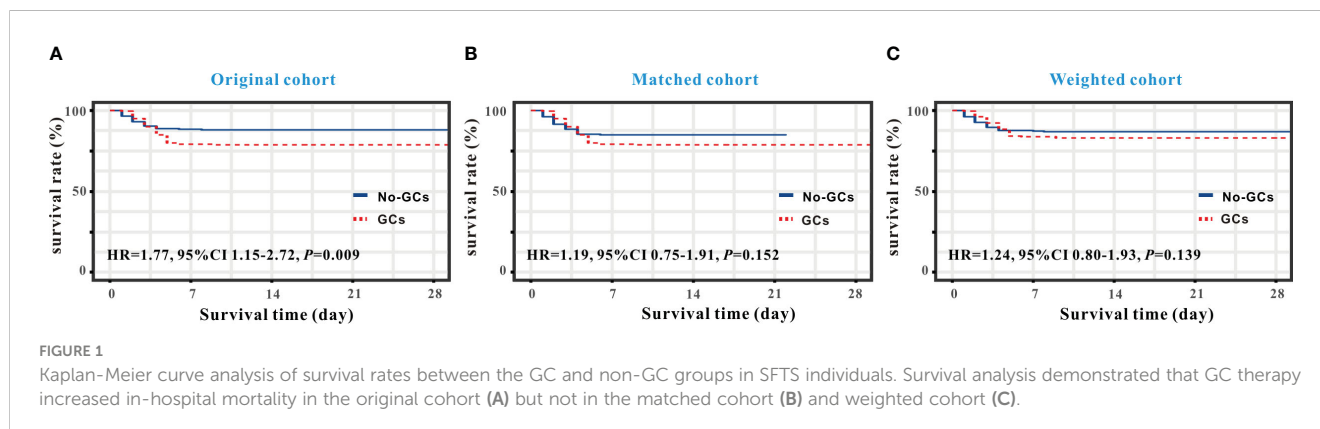 A
Original cohort
100
50
0
survival rate (%)
No-GCs
GCs
HR=1.77, 95%CI 1.15-2.72, P=0.009
0 7 14 21 28
Survival time (day)
B
Matched cohort
100
50
0
survival rate (%)
No-GCs
GCs
HR=1.19, 95%CI 0.75-1.91, P=0.152
0 7 14 21 28
Survival time (day)
C
Weighted cohort
100
50
0
survival rate (%)
No-GCs
GCs
HR=1.24, 95%CI 0.80-1.93, P=0.139
0 7 14 21 28
Survival time (day)
FIGURE 1
Kaplan-Meier curve analysis of survival rates between the GC and non-GC groups in SFTS individuals. Survival analysis demonstrated that GC therapy
increased in-hospital mortality in the original cohort (A) but not in the matched cohort (B) and weighted cohort (C).